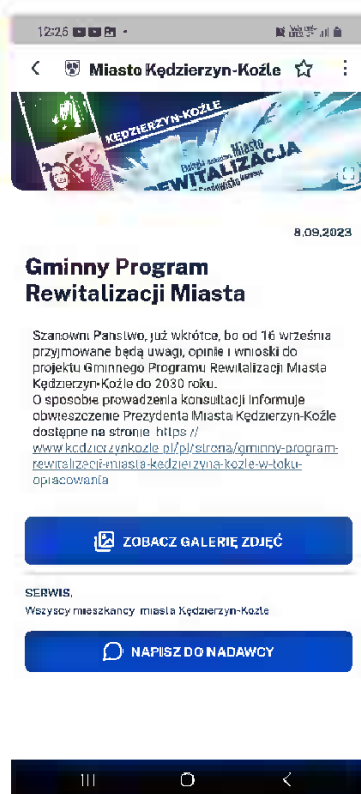 12:25
Miasto Kędzierzyn-Koźle
KĘDZIERZYN-KOŹLE
Miasto
REWITALIZACJA
8.09.2023
Gminny Program
Rewitalizacji Miasta
Szanowni Państwo, już wkrótce, bo od 16 września
przyjmowane będą uwagi, opinie i wnioski do
projektu Gminnego Programu Rewitalizacji Miasta
Kędzierzyn-Koźle do 2030 roku.
O sposobie prowadzenia konsultacji informuje
obwieszczenie Prezydenta Miasta Kędzierzyn-Koźle
dostępne na stronie https://
www.kedzierzynkozle.pl/pl/strona/gminny-program-
rewitalizacji-miasta-kedzierzyna-kozle-w-toku-
opracowania
ZOBACZ GALERIĘ ZDJĘĆ
SERWIS,
Wszyscy mieszkańcy miasta Kędzierzyn-Koźle
NAPISZ DO NADAWCY